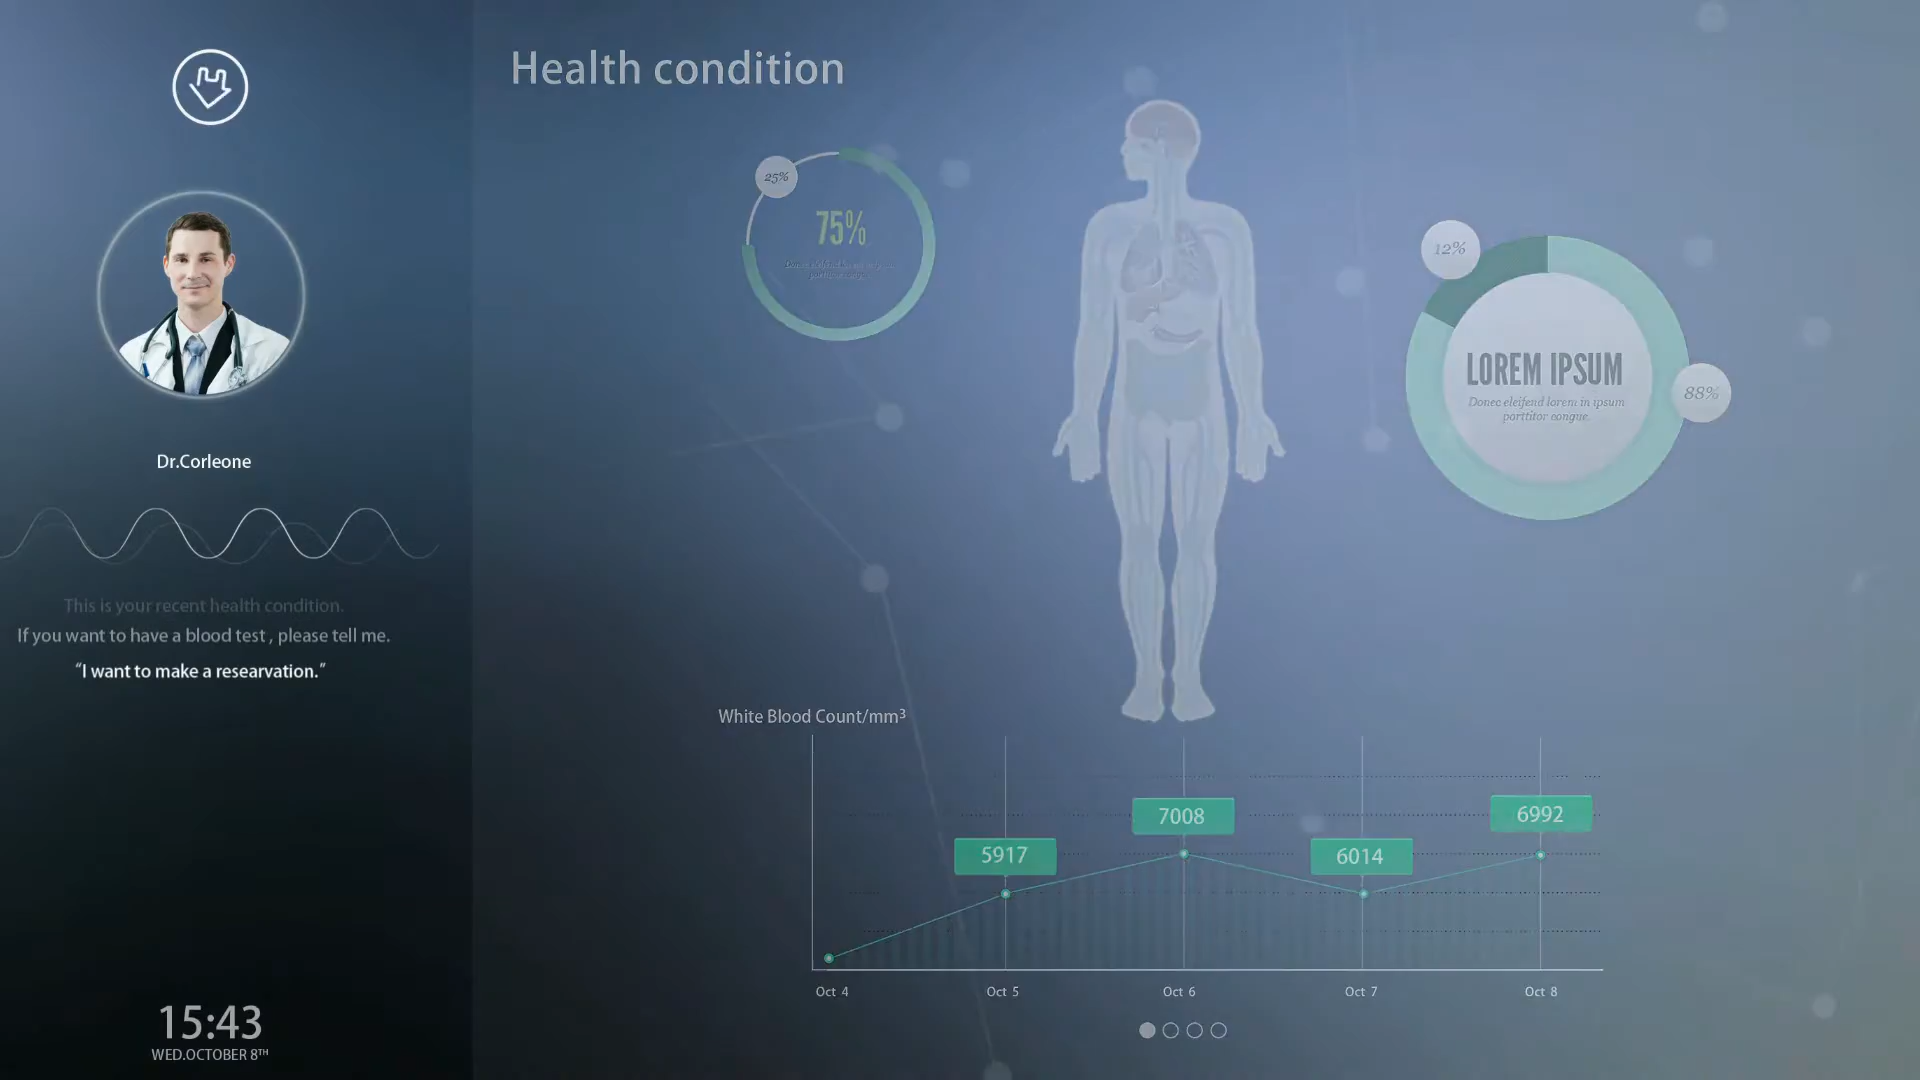 Health condition
25%
75%
12%
LOREM IPSUM
Donec eleifend lorem in ipsum
porttitor congue.
88%
Dr.Corleone
This is your recent health condition.
If you want to have a blood test , please tell me.
“I want to make a researvation.”
White Blood Count/mm³
7008
6992
5917
6014
Oct 4
Oct 5
Oct 6
Oct 7
Oct 8
15:43
WED.OCTOBER 8TH